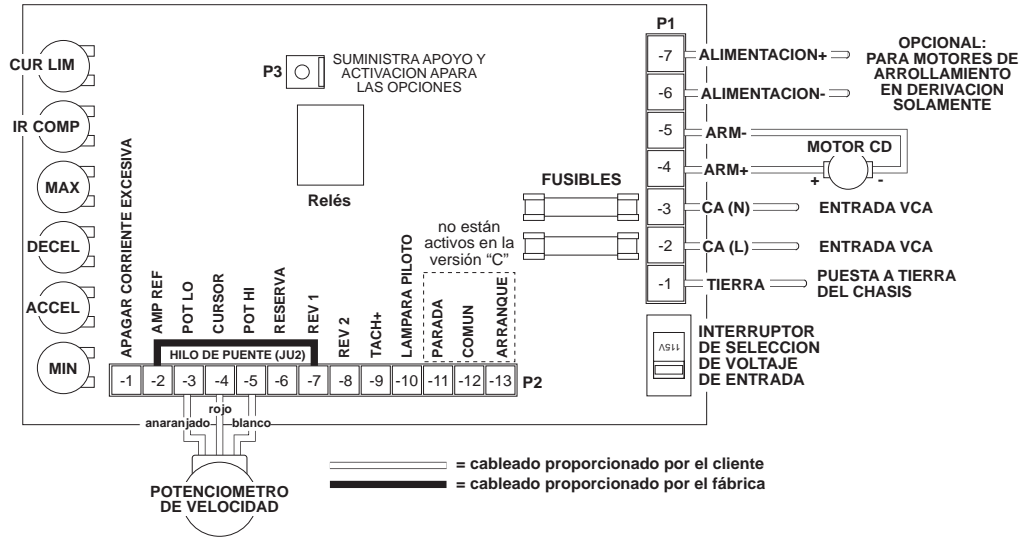 CUR LIM
IR COMP
MAX
DECEL
ACCEL
MIN
P3
SUMINISTRA APOYO Y
ACTIVACION APARA
LAS OPCIONES
Relés
FUSIBLES
no están
activos en la
versión “C”
APAGAR CORRIENTE EXCESIVA
AMP REF
POT LO
CURSOR
POT HI
RESERVA
REV 1
REV 2
TACH+
LAMPARA PILOTO
PARADA
COMUN
ARRANQUE
HILO DE PUENTE (JU2)
-1 -2 -3 -4 -5 -6 -7 -8 -9 -10 -11 -12 -13 P2
rojo
anaranjado blanco
POTENCIOMETRO
DE VELOCIDAD
P1
-7 ALIMENTACION+
-6 ALIMENTACION-
OPCIONAL:
PARA MOTORES DE
ARROLLAMIENTO
EN DERIVACION
SOLAMENTE
-5 ARM-
MOTOR CD
+ -
-4 ARM+
-3 CA (N) ENTRADA VCA
-2 CA (L) ENTRADA VCA
-1 TIERRA PUESTA A TIERRA
DEL CHASIS
115V
INTERRUPTOR
DE SELECCION
DE VOLTAJE
DE ENTRADA
= cableado proporcionado por el cliente
= cableado proporcionado por el fábrica